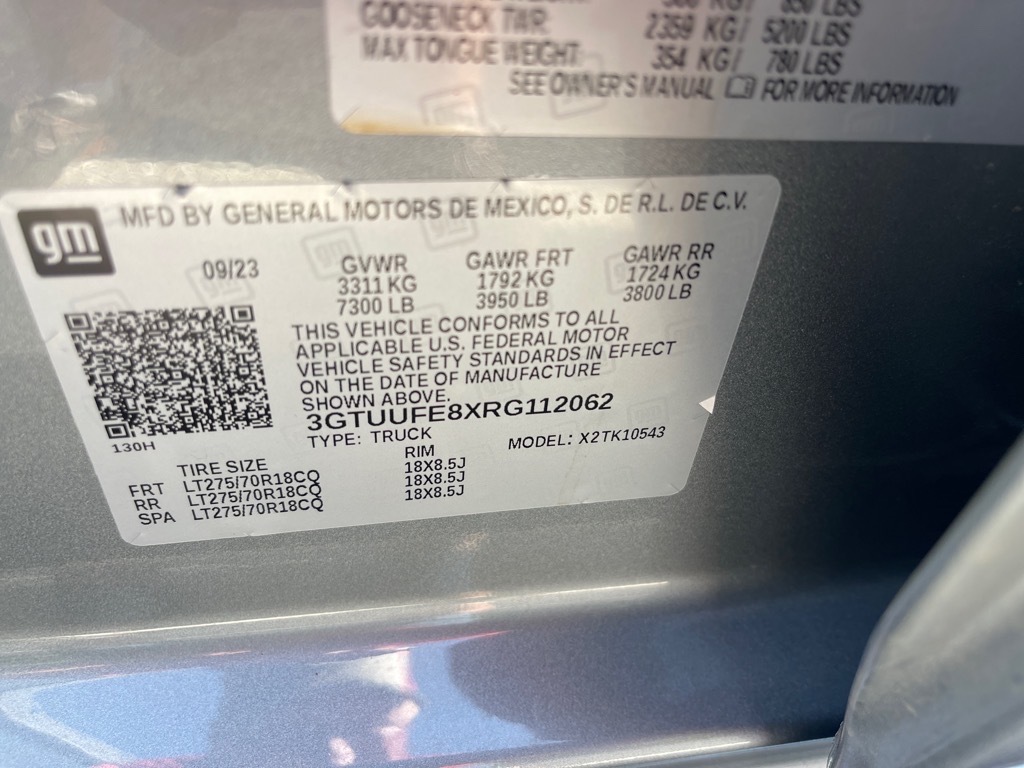 KG/ 850 LBS
GOOSENECK TWR: 2359 KG/ 5200 LBS
MAX TONGUE WEIGHT: 354 KG/ 780 LBS
SEE OWNER'S MANUAL FOR MORE INFORMATION
gm
MFD BY GENERAL MOTORS DE MEXICO, S. DE R.L. DE C.V.
09/23
GVWR GAWR FRT GAWR RR
3311 KG 1792 KG 1724 KG
7300 LB 3950 LB 3800 LB
THIS VEHICLE CONFORMS TO ALL
APPLICABLE U.S. FEDERAL MOTOR
VEHICLE SAFETY STANDARDS IN EFFECT
ON THE DATE OF MANUFACTURE
SHOWN ABOVE.
3GTUUFE8XRG112062
130H
TYPE: TRUCK MODEL: X2TK10543
TIRE SIZE RIM
FRT LT275/70R18CQ 18X8.5J
RR LT275/70R18CQ 18X8.5J
SPA LT275/70R18CQ 18X8.5J